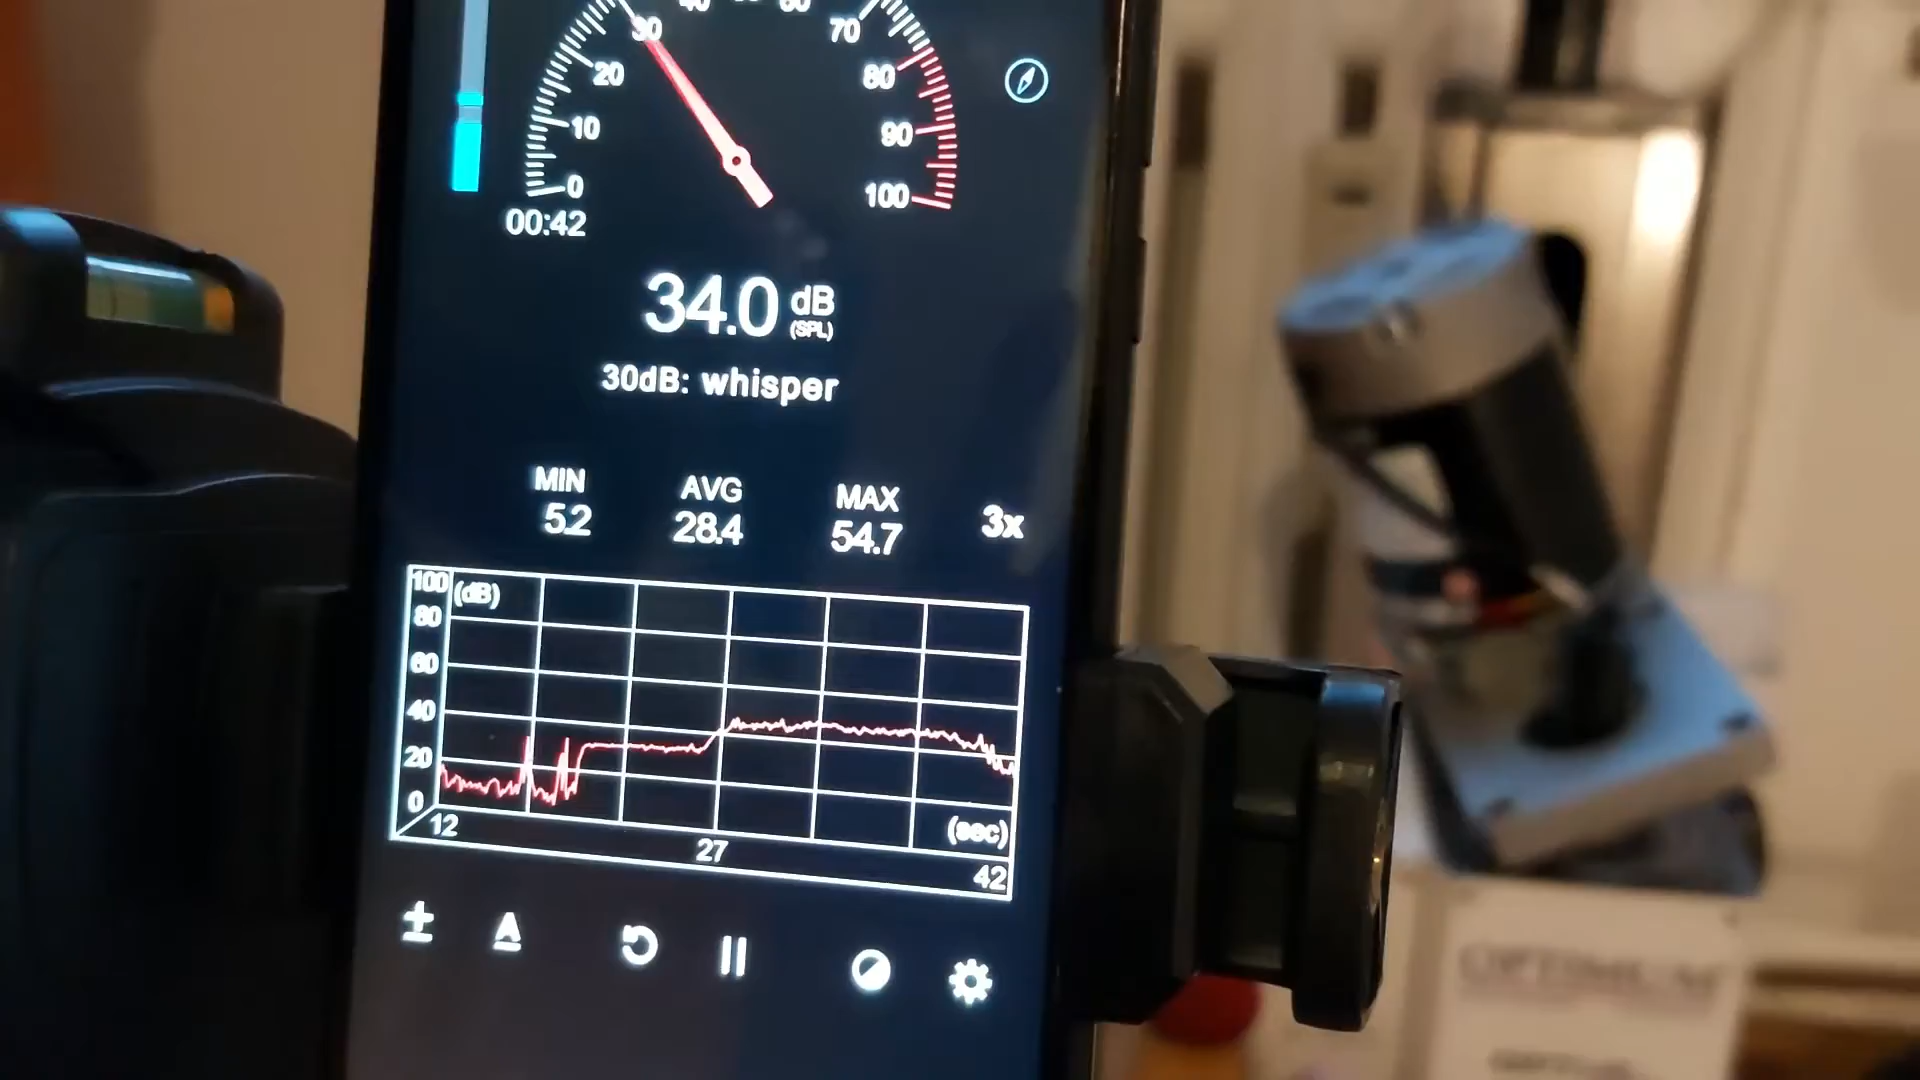 30
70
20
80
10
90
0
100
00:42
34.0 dB
(SPL)
30dB: whisper
MIN AVG MAX
5.2 28.4 54.7 3x
100 (dB)
80
60
40
20
0
(sec)
12 27 42
A
OPTIMUM